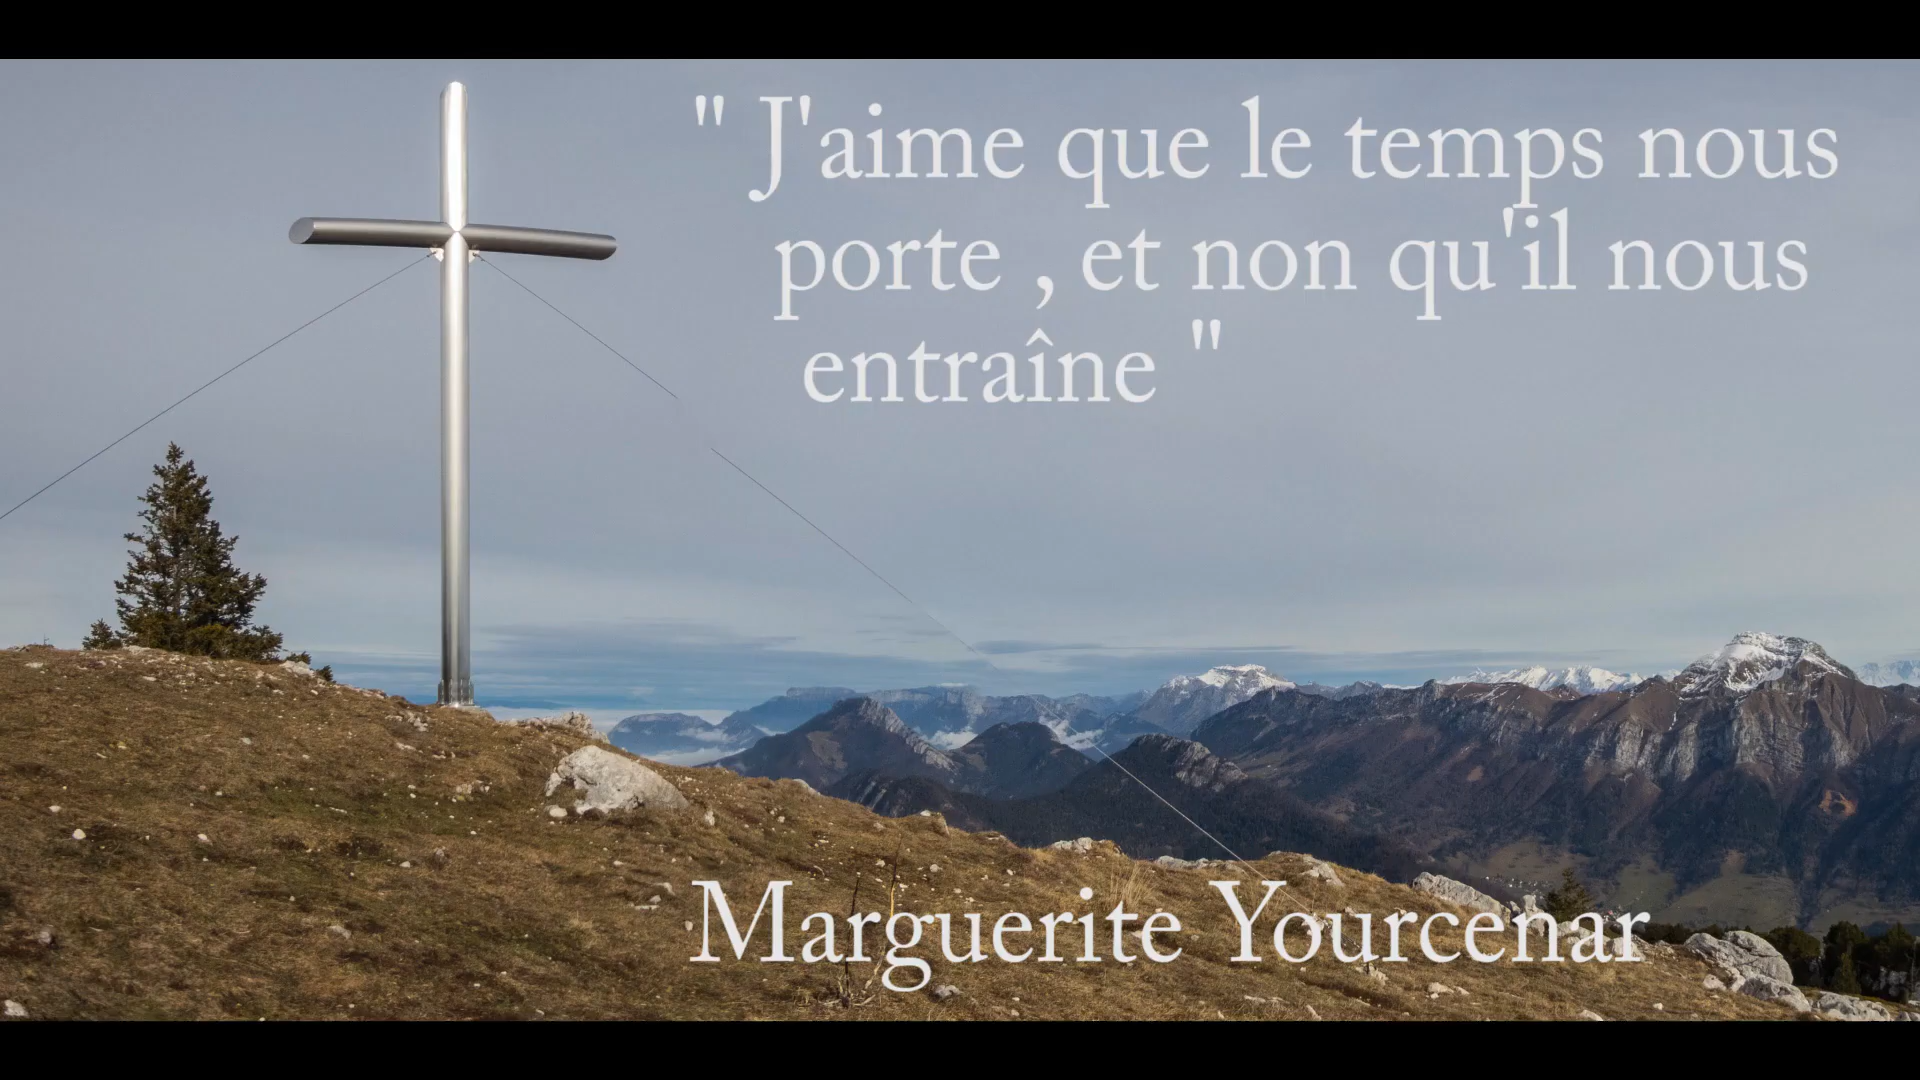 " J'aime que le temps nous
porte , et non qu'il nous
entraîne "
Marguerite Yourcenar